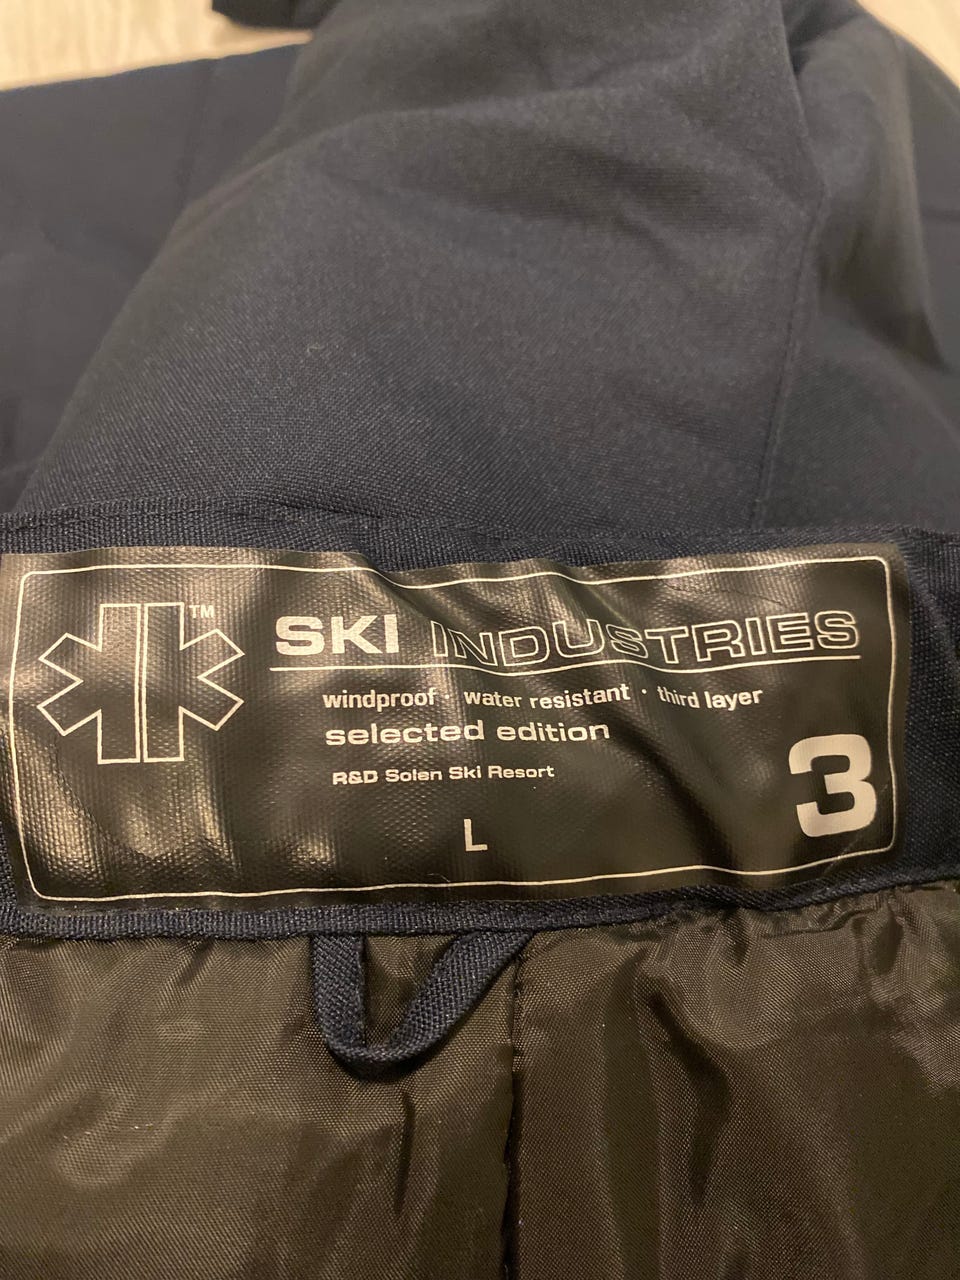 TM
SKI INDUSTRIES
windproof · water resistant · third layer
selected edition
R&D Solen Ski Resort
3
L